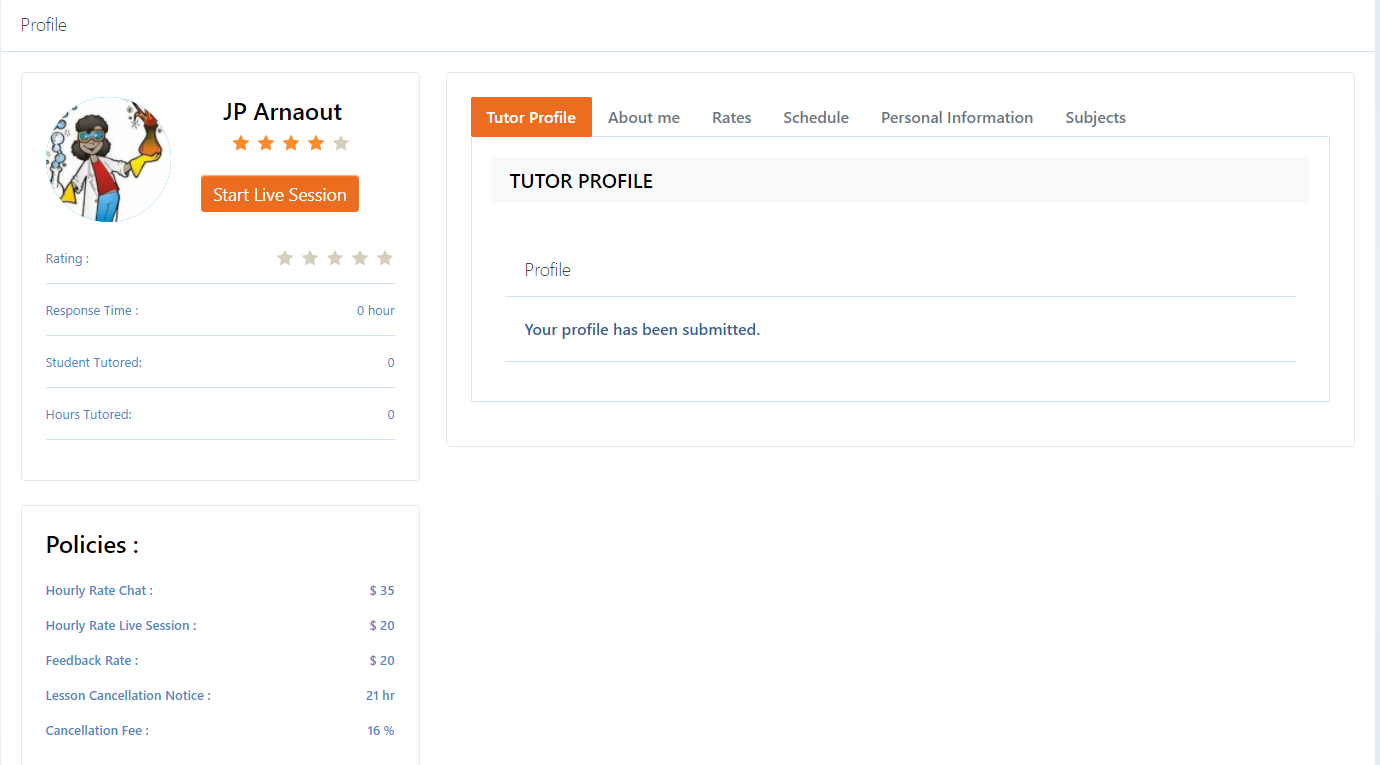 Profile
JP Arnaout
Start Live Session
Rating :
Response Time : 0 hour
Student Tutored: 0
Hours Tutored: 0
Policies :
Hourly Rate Chat : $ 35
Hourly Rate Live Session : $ 20
Feedback Rate : $ 20
Lesson Cancellation Notice : 21 hr
Cancellation Fee : 16 %
Tutor Profile About me Rates Schedule Personal Information Subjects
TUTOR PROFILE
Profile
Your profile has been submitted.